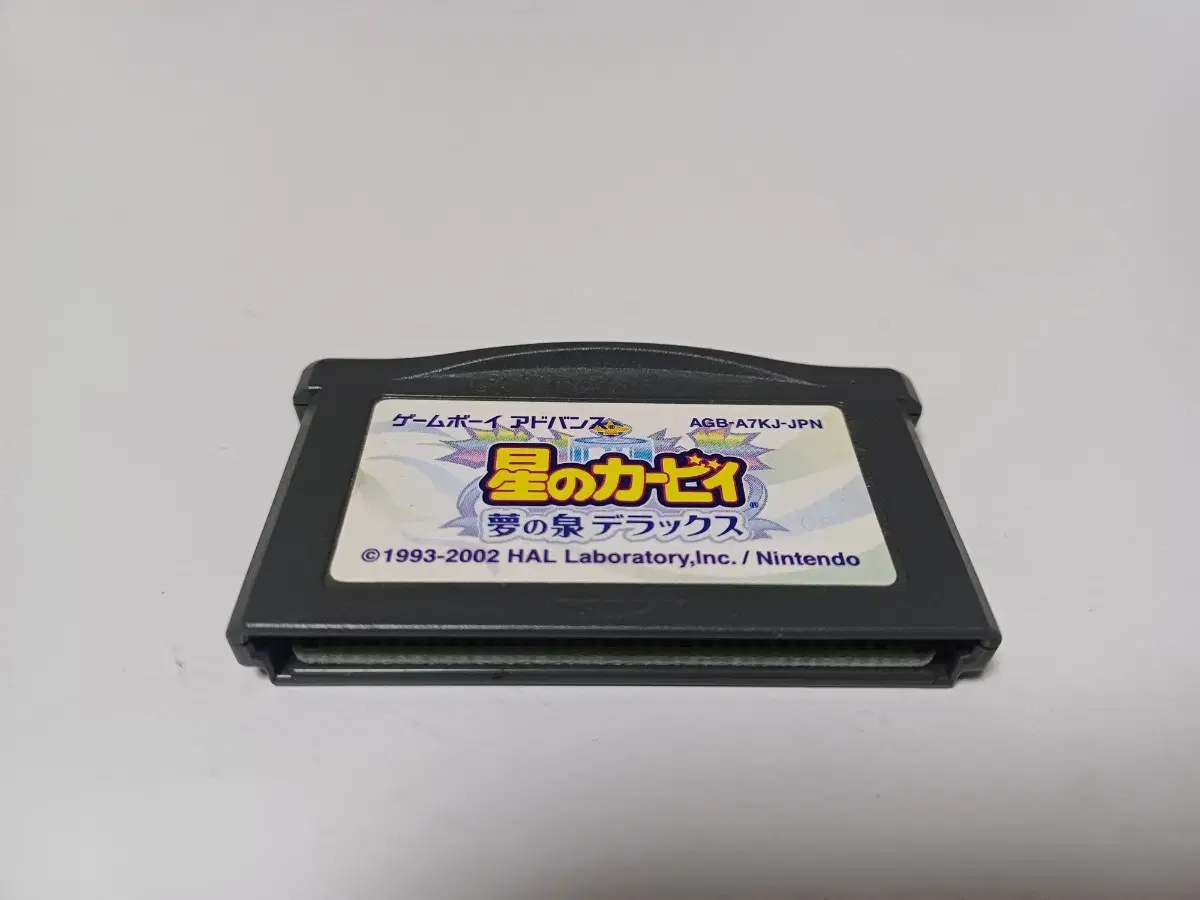 ゲームボーイ アドバンス AGB-A7KJ-JPN
星のカービィ
夢の泉デラックス
©1993-2002 HAL Laboratory,Inc. / Nintendo